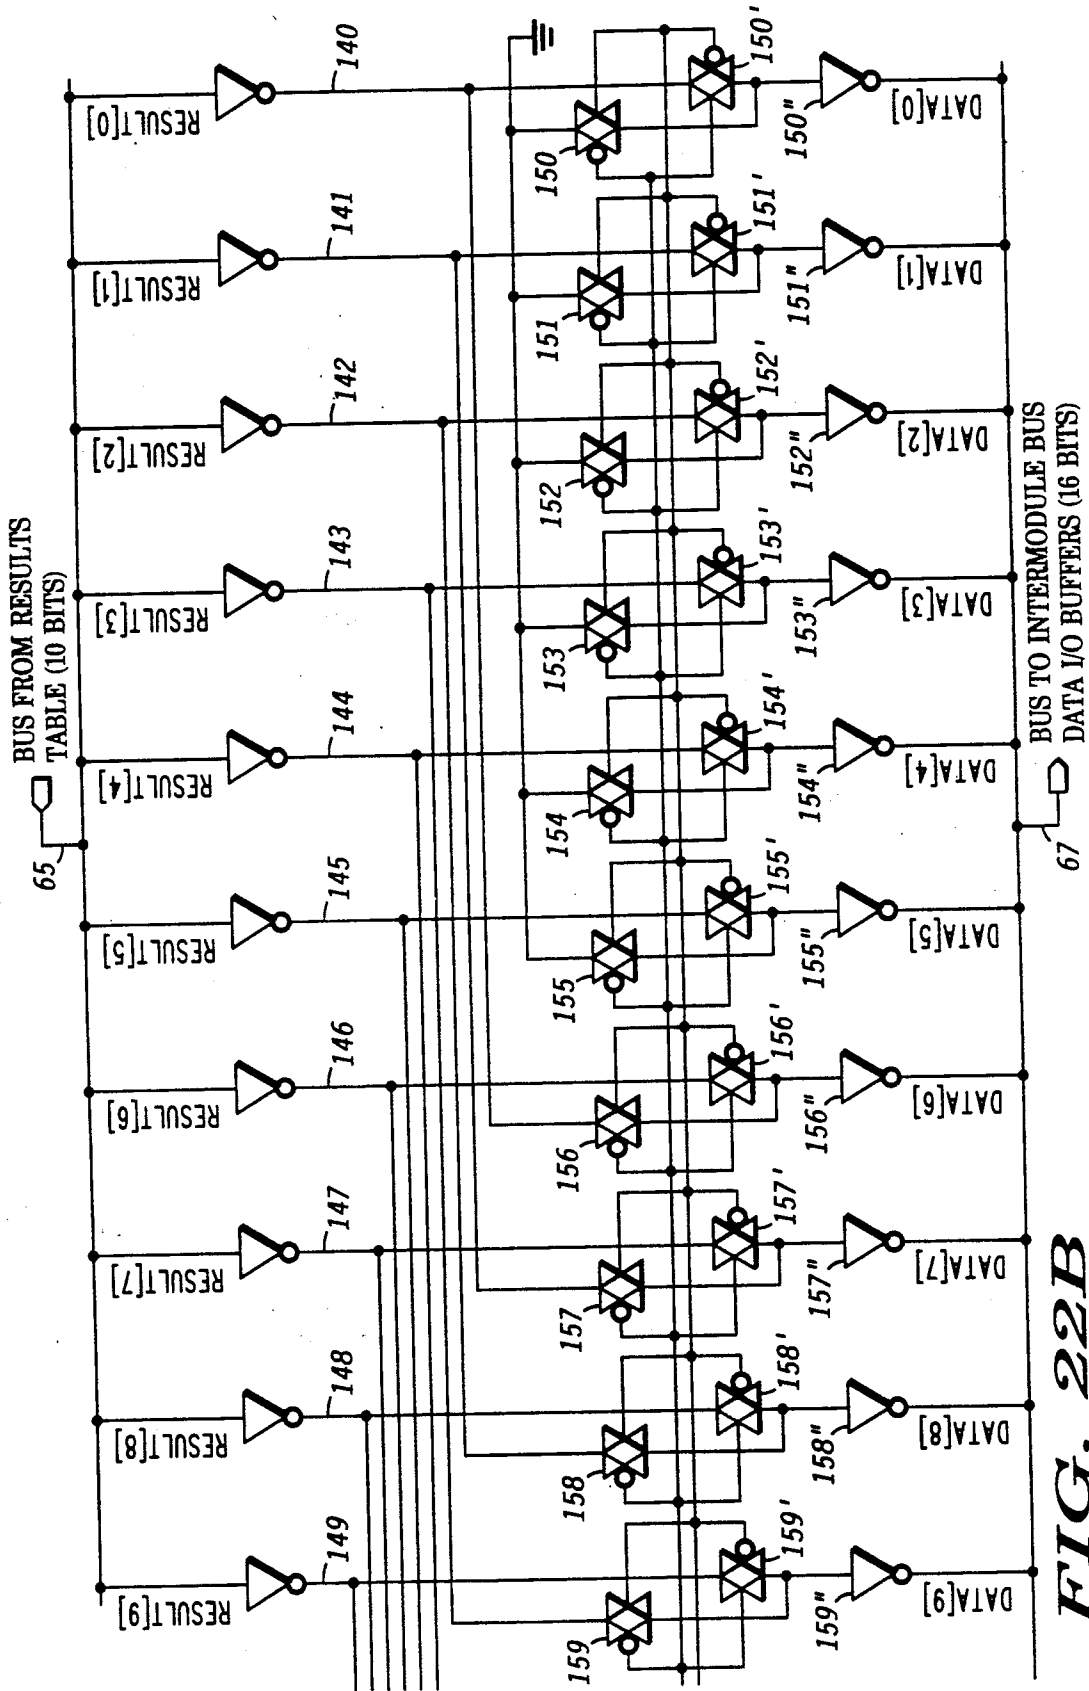 BUS FROM RESULTS
TABLE (10 BITS)
65
RESULT[9]
RESULT[8]
RESULT[7]
RESULT[6]
RESULT[5]
RESULT[4]
RESULT[3]
RESULT[2]
RESULT[1]
RESULT[0]
149
148
147
146
145
144
143
142
141
140
159
158
157
156
155
154
153
152
151
150
159'
158'
157'
156'
155'
154'
153'
152'
151'
150'
159"
158"
157"
156"
155"
154"
153"
152"
151"
150"
DATA[9]
DATA[8]
DATA[7]
DATA[6]
DATA[5]
DATA[4]
DATA[3]
DATA[2]
DATA[1]
DATA[0]
67
BUS TO INTERMODULE BUS
DATA I/O BUFFERS (16 BITS)
FIG. 22B